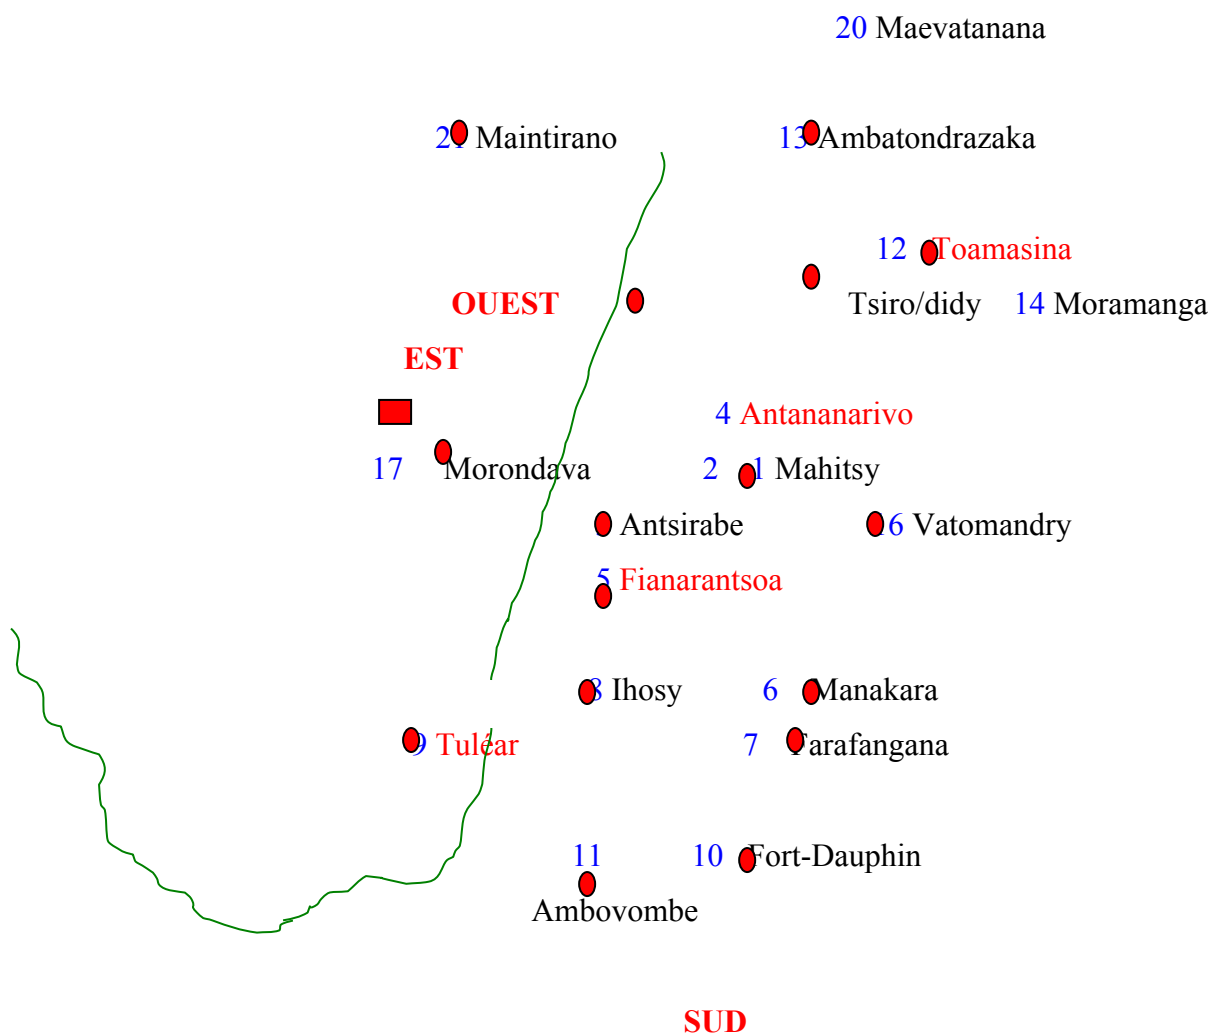 20 Maevatanana
21 Maintirano 13 Ambatondrazaka
12 Toamasina
OUEST Tsiro/didy 14 Moramanga
EST
4 Antananarivo
17 Morondava 2 1 Mahitsy
Antsirabe 16 Vatomandry
5 Fianarantsoa
8 Ihosy 6 Manakara
9 Tuléar 7 Farafangana
11 10 Fort-Dauphin
Ambovombe
SUD